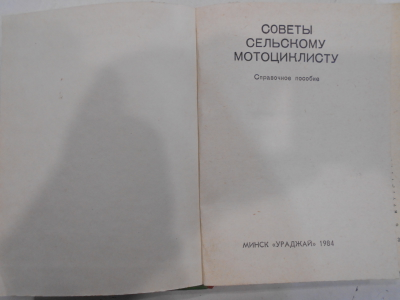 СОВЕТЫ
СЕЛЬСКОМУ
МОТОЦИКЛИСТУ
Справочное пособие
МИНСК «УРАДЖАЙ» 1984